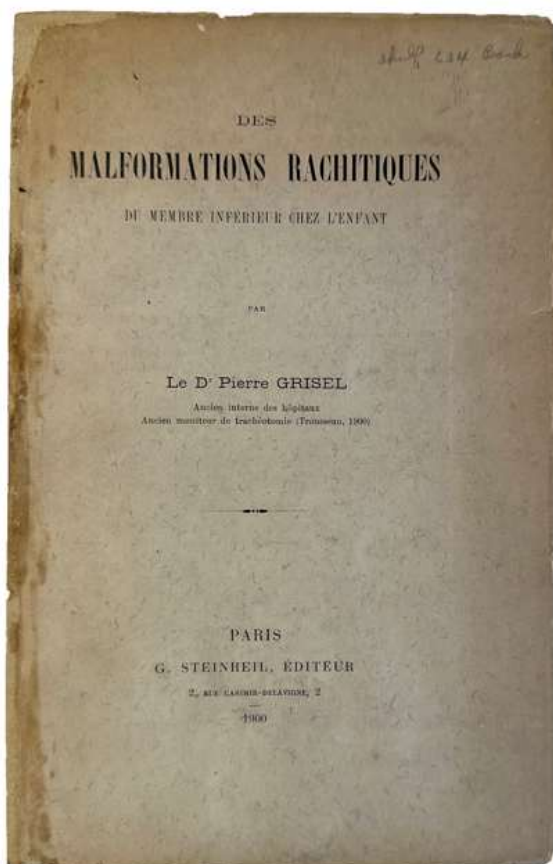 DES
MALFORMATIONS RACHITIQUES
DU MEMBRE INFÉRIEUR CHEZ L'ENFANT
PAR
Le Dr Pierre GRISEL
Ancien interne des hôpitaux
Ancien moniteur de trachéotomie (Trousseau, 1900)
PARIS
G. STEINHEIL, ÉDITEUR
2, RUE CASIMIR-DELAVIGNE, 2
1900